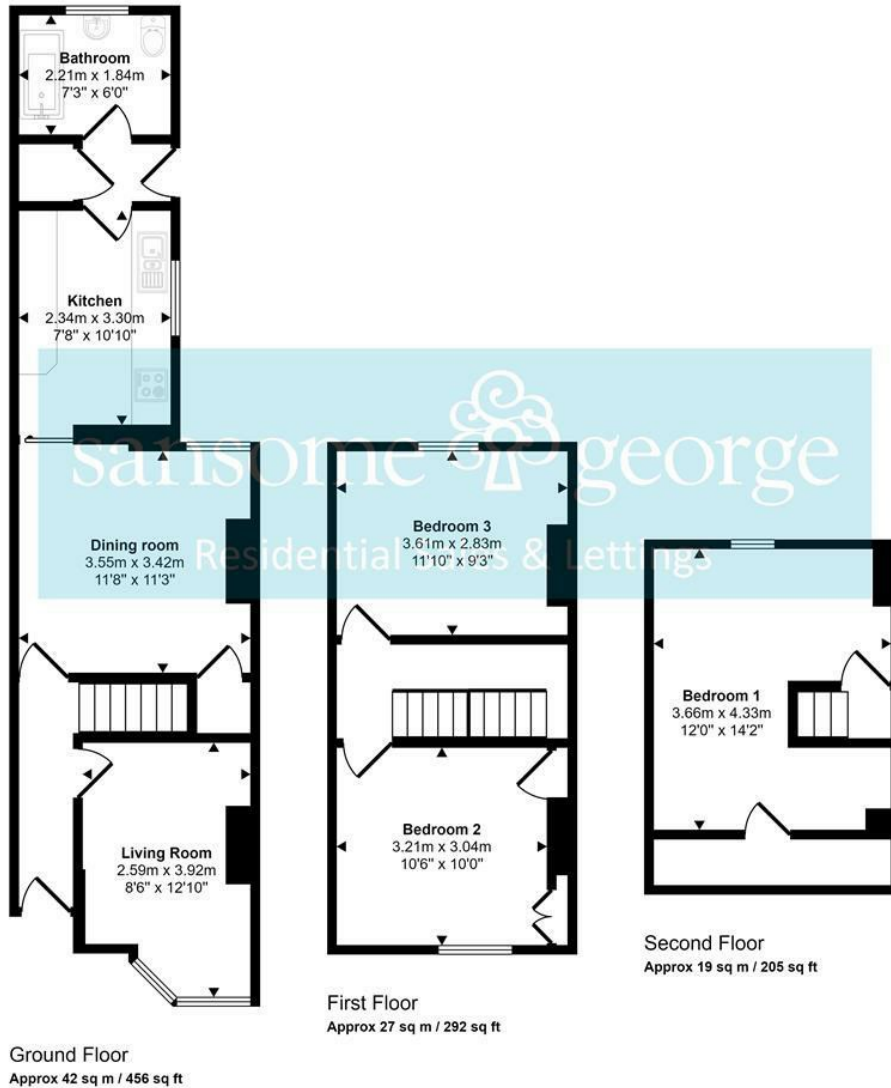 Bathroom
2.21m x 1.84m
7'3" x 6'0"
Kitchen
2.34m x 3.30m
7'8" x 10'10"
sansome george
Residential Sales & Lettings
Dining room
3.55m x 3.42m
11'8" x 11'3"
Living Room
2.59m x 3.92m
8'6" x 12'10"
Ground Floor
Approx 42 sq m / 456 sq ft
Bedroom 3
3.61m x 2.83m
11'10" x 9'3"
Bedroom 2
3.21m x 3.04m
10'6" x 10'0"
First Floor
Approx 27 sq m / 292 sq ft
Bedroom 1
3.66m x 4.33m
12'0" x 14'2"
Second Floor
Approx 19 sq m / 205 sq ft